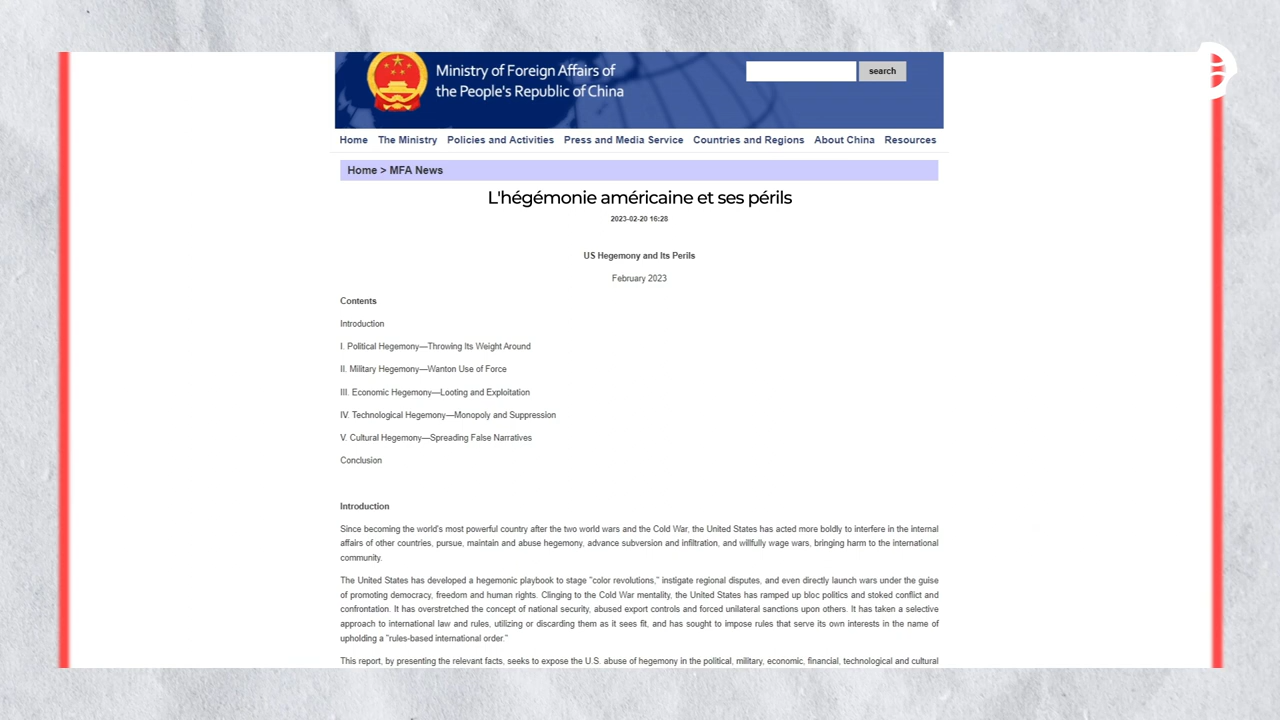 Ministry of Foreign Affairs of
the People's Republic of China
search
Home The Ministry Policies and Activities Press and Media Service Countries and Regions About China Resources
Home > MFA News
L'hégémonie américaine et ses périls
2023-02-20 16:28
US Hegemony and Its Perils
February 2023
Contents
Introduction
I. Political Hegemony—Throwing Its Weight Around
II. Military Hegemony—Wanton Use of Force
III. Economic Hegemony—Looting and Exploitation
IV. Technological Hegemony—Monopoly and Suppression
V. Cultural Hegemony—Spreading False Narratives
Conclusion
Introduction
Since becoming the world's most powerful country after the two world wars and the Cold War, the United States has acted more boldly to interfere in the internal
affairs of other countries, pursue, maintain and abuse hegemony, advance subversion and infiltration, and willfully wage wars, bringing harm to the international
community.
The United States has developed a hegemonic playbook to stage "color revolutions," instigate regional disputes, and even directly launch wars under the guise
of promoting democracy, freedom and human rights. Clinging to the Cold War mentality, the United States has ramped up bloc politics and stoked conflict and
confrontation. It has overstretched the concept of national security, abused export controls and forced unilateral sanctions upon others. It has taken a selective
approach to international law and rules, utilizing or discarding them as it sees fit, and has sought to impose rules that serve its own interests in the name of
upholding a "rules-based international order."
This report, by presenting the relevant facts, seeks to expose the U.S. abuse of hegemony in the political, military, economic, financial, technological and cultural